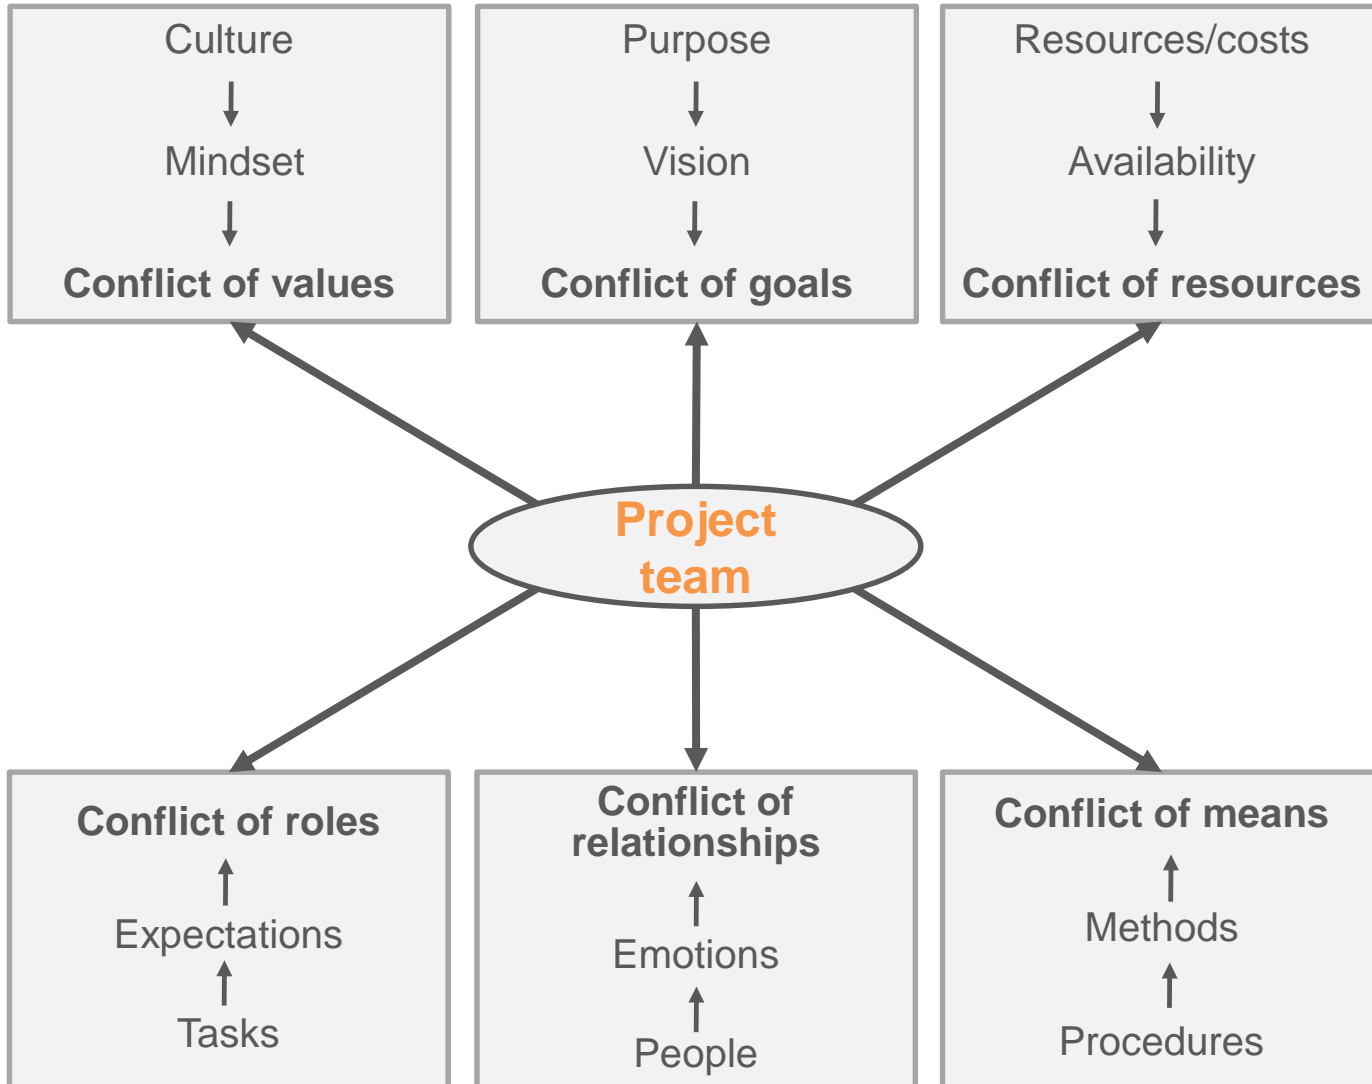 Culture
Mindset
Conflict of values
Purpose
Vision
Conflict of goals
Resources/costs
Availability
Conflict of resources
Project
team
Conflict of roles
Expectations
Tasks
Conflict of
relationships
Emotions
People
Conflict of means
Methods
Procedures